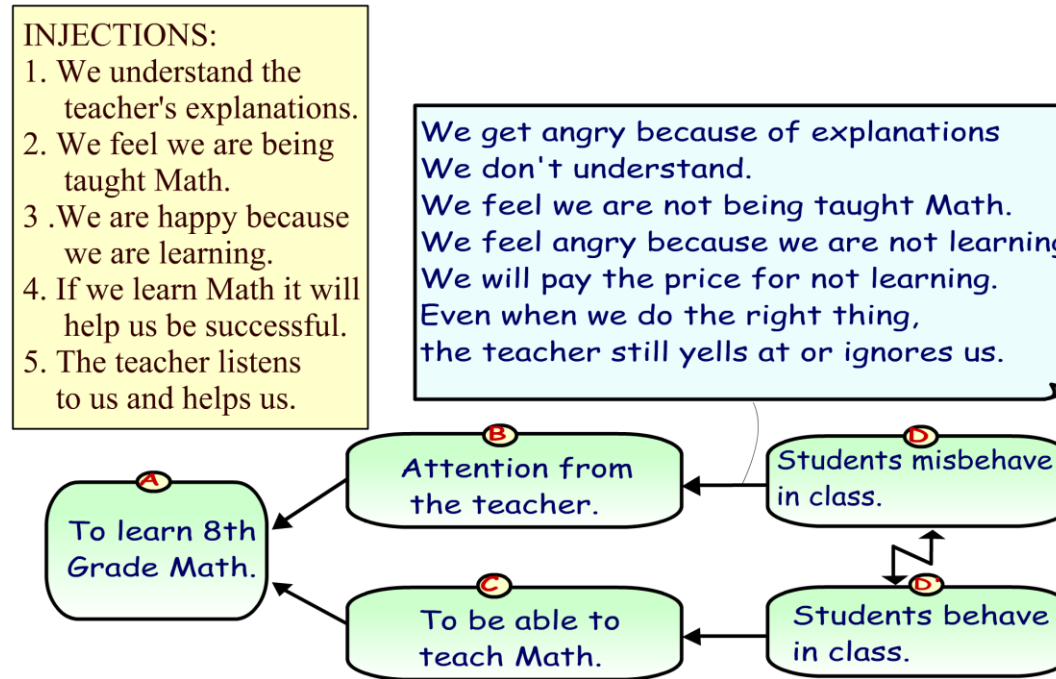 INJECTIONS:
1. We understand the
teacher's explanations.
2. We feel we are being
taught Math.
3 .We are happy because
we are learning.
4. If we learn Math it will
help us be successful.
5. The teacher listens
to us and helps us.
We get angry because of explanations
We don't understand.
We feel we are not being taught Math.
We feel angry because we are not learning
We will pay the price for not learning.
Even when we do the right thing,
the teacher still yells at or ignores us.
A
To learn 8th
Grade Math.
B
Attention from
the teacher.
D
Students misbehave
in class.
C
To be able to
teach Math.
D'
Students behave
in class.